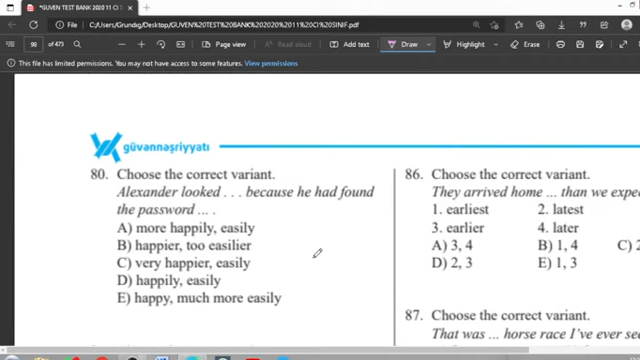 *GUVEN TEST BANK 2020 11 CI S
File
C:/Users/Grundig/Desktop/GUVEN%20TEST%20BANK%202020%2011%20CI%20SINIF.pdf
98 of 473
Page view
Read aloud
Add text
Draw
Highlight
Erase
This file has limited permissions. You may not have access to some features. View permissions
güvənnəşriyyatı
80. Choose the correct variant.
Alexander looked . . . because he had found
the password ... .
A) more happily, easily
B) happier, too easilier
C) very happier, easily
D) happily, easily
E) happy, much more easily
86. Choose the correct variant.
They arrived home ... than we expe
1. earliest 2. latest
3. earlier 4. later
A) 3, 4 B) 1, 4 C) 2
D) 2, 3 E) 1, 3
87. Choose the correct variant.
That was ... horse race I've ever se